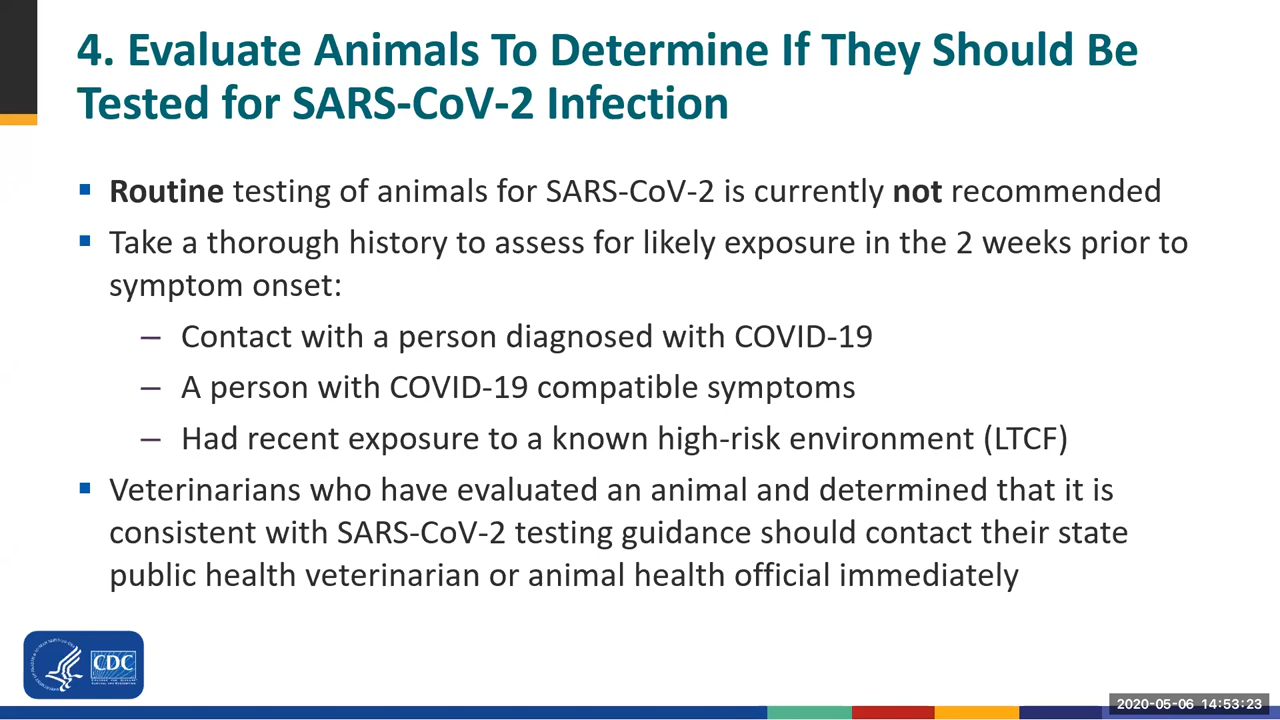 4. Evaluate Animals To Determine If They Should Be
Tested for SARS-CoV-2 Infection
▪ Routine testing of animals for SARS-CoV-2 is currently not recommended
▪ Take a thorough history to assess for likely exposure in the 2 weeks prior to
symptom onset:
– Contact with a person diagnosed with COVID-19
– A person with COVID-19 compatible symptoms
– Had recent exposure to a known high-risk environment (LTCF)
▪ Veterinarians who have evaluated an animal and determined that it is
consistent with SARS-CoV-2 testing guidance should contact their state
public health veterinarian or animal health official immediately
CDC
2020-05-06 14:53:23